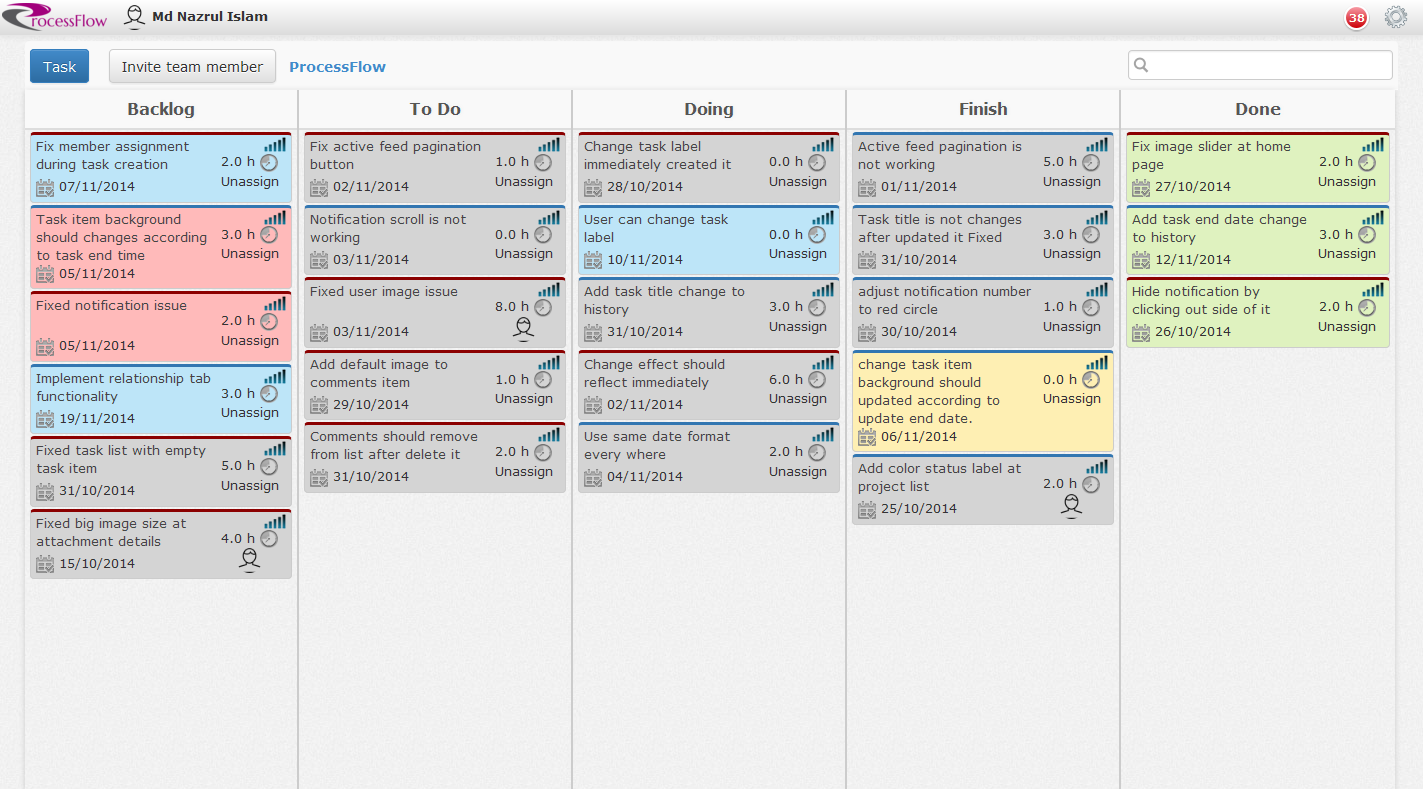 ProcessFlow
Md Nazrul Islam
38
Task
Invite team member
ProcessFlow
Backlog
Fix member assignment
during task creation
2.0 h
Unassign
07/11/2014
Task item background
should changes according
to task end time
3.0 h
Unassign
05/11/2014
Fixed notification issue
2.0 h
Unassign
05/11/2014
Implement relationship tab
functionality
3.0 h
Unassign
19/11/2014
Fixed task list with empty
task item
5.0 h
Unassign
31/10/2014
Fixed big image size at
attachment details
4.0 h
15/10/2014
To Do
Fix active feed pagination
button
1.0 h
Unassign
02/11/2014
Notification scroll is not
working
0.0 h
Unassign
03/11/2014
Fixed user image issue
8.0 h
03/11/2014
Add default image to
comments item
1.0 h
Unassign
29/10/2014
Comments should remove
from list after delete it
2.0 h
Unassign
31/10/2014
Doing
Change task label
immediately created it
0.0 h
Unassign
28/10/2014
User can change task
label
0.0 h
Unassign
10/11/2014
Add task title change to
history
3.0 h
Unassign
31/10/2014
Change effect should
reflect immediately
6.0 h
Unassign
02/11/2014
Use same date format
every where
2.0 h
Unassign
04/11/2014
Finish
Active feed pagination is
not working
5.0 h
Unassign
01/11/2014
Task title is not changes
after updated it Fixed
3.0 h
Unassign
31/10/2014
adjust notification number
to red circle
1.0 h
Unassign
30/10/2014
change task item
background should
updated according to
update end date.
0.0 h
Unassign
06/11/2014
Add color status label at
project list
2.0 h
25/10/2014
Done
Fix image slider at home
page
2.0 h
Unassign
27/10/2014
Add task end date change
to history
3.0 h
Unassign
12/11/2014
Hide notification by
clicking out side of it
2.0 h
Unassign
26/10/2014